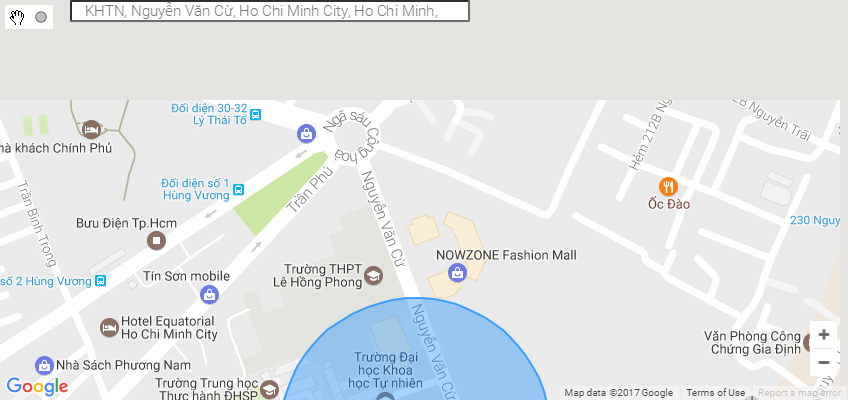 KHTN, Nguyễn Văn Cừ, Ho Chi Minh City, Ho Chi Minh,
Đối diện 30-32
Lý Thái Tổ
Ngã sáu Cộng hoà
2B Nguyễn Trãi
Hẻm 212B
hà khách Chính Phủ
Đối diện số 1
Hùng Vương
Trần Phú
Nguyễn Văn Cừ
Ốc Đào
Trần Bình Trọng
Bưu Điện Tp.Hcm
230 Nguy
NOWZONE Fashion Mall
Trường THPT
Lê Hồng Phong
số 2 Hùng Vương
Tín Sơn mobile
Hotel Equatorial
Ho Chi Minh City
Nguyễn Văn Cừ
Văn Phòng Công
Chứng Gia Định
+
Nhà Sách Phương Nam
Trường Đại
học Khoa
học Tự nhiên
−
Trường Trung học
Thực hành ĐHSP
Google
Map data ©2017 Google
Terms of Use
Report a map error